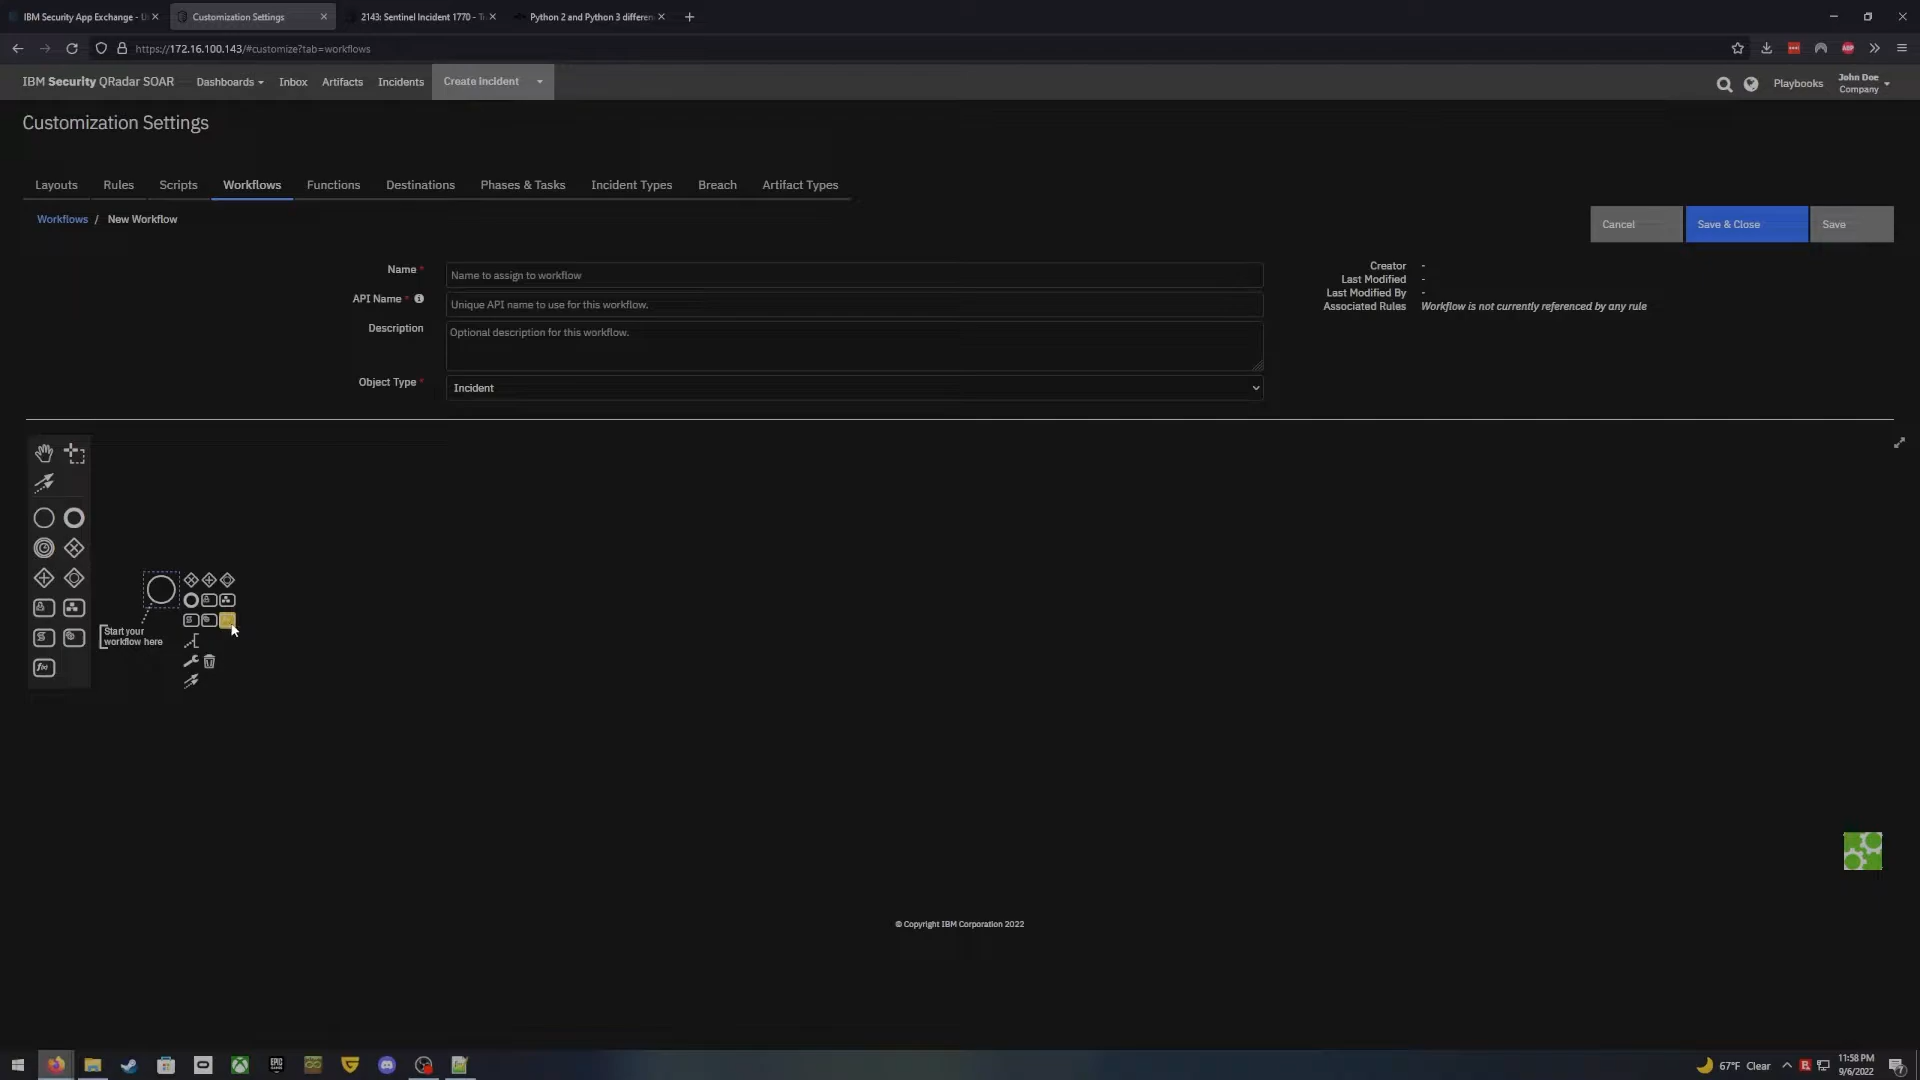 IBM Security App Exchange - U
Customization Settings
2143: Sentinel Incident 1770 - T
Python 2 and Python 3 differen
https://172.16.100.143/#customize?tab=workflows
IBM Security QRadar SOAR
Dashboards
Inbox
Artifacts
Incidents
Create Incident
Playbooks
John Doe
Company
Customization Settings
Layouts
Rules
Scripts
Workflows
Functions
Destinations
Phases & Tasks
Incident Types
Breach
Artifact Types
Workflows / New Workflow
Cancel
Save & Close
Save
Name *
Name to assign to workflow
API Name *
Unique API name to use for this workflow.
Description
Optional description for this workflow.
Object Type *
Incident
Creator -
Last Modified -
Last Modified By -
Associated Rules Workflow is not currently referenced by any rule
Start your
workflow here
© Copyright IBM Corporation 2022
67°F Clear
11:58 PM
9/6/2022